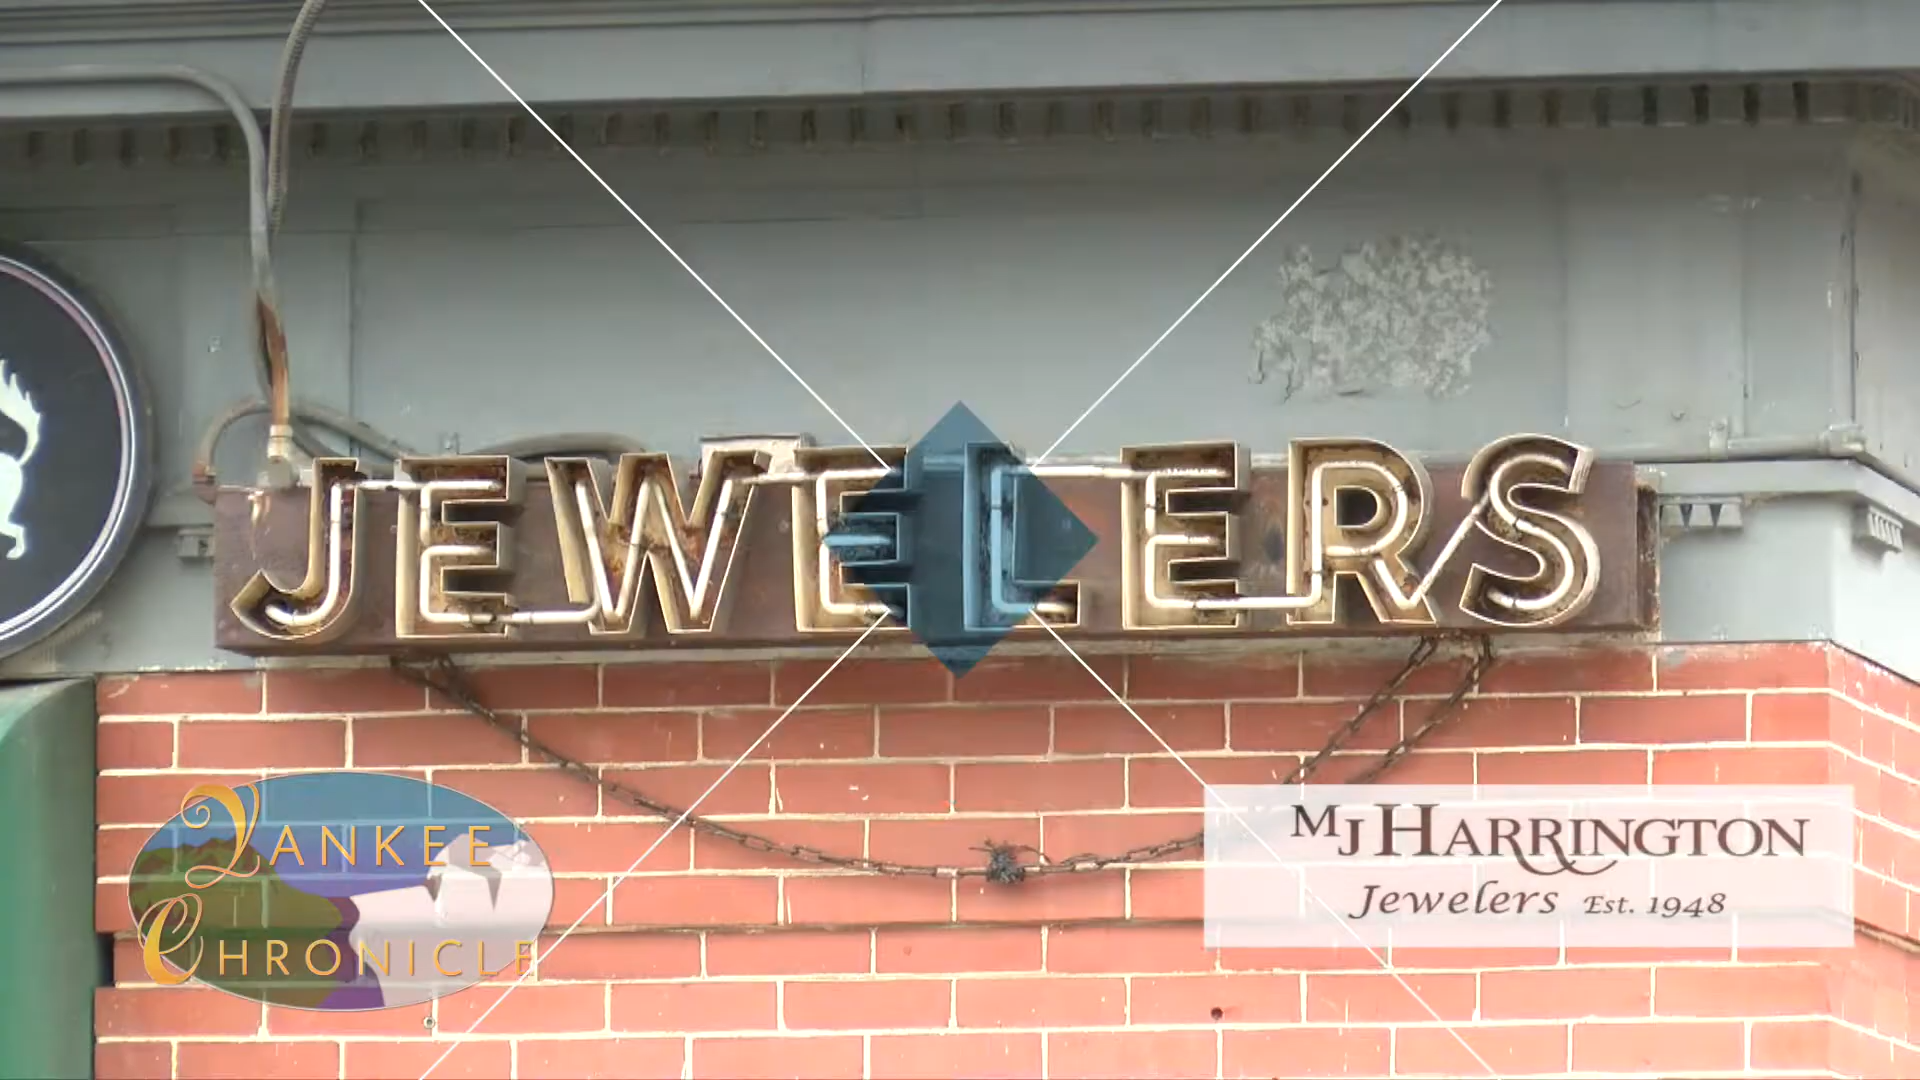 JEWELERS
YANKEE
CHRONICLE
MJ HARRINGTON
Jewelers Est. 1948